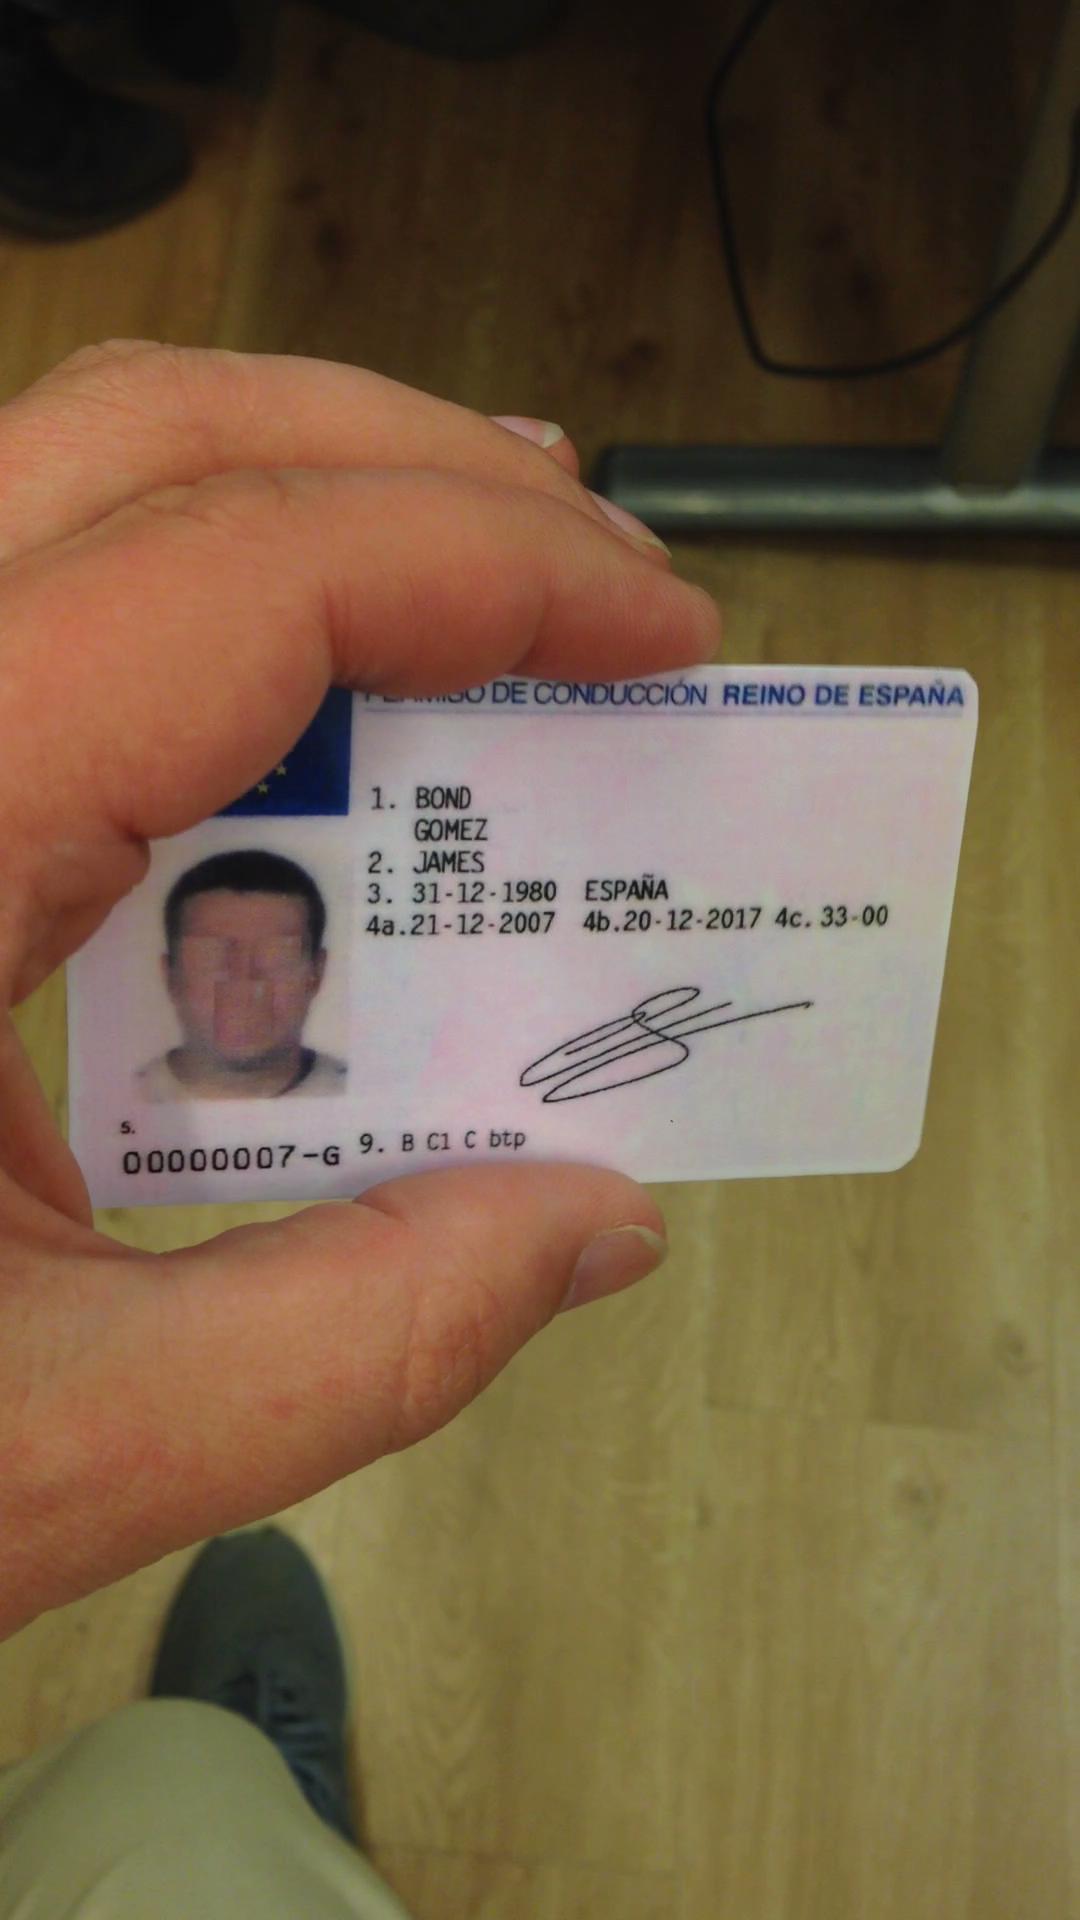 PERMISO DE CONDUCCIÓN REINO DE ESPAÑA
1. BOND
GOMEZ
2. JAMES
3. 31-12-1980 ESPAÑA
4a.21-12-2007 4b.20-12-2017 4c. 33-00
5.
00000007-G 9. B C1 C btp